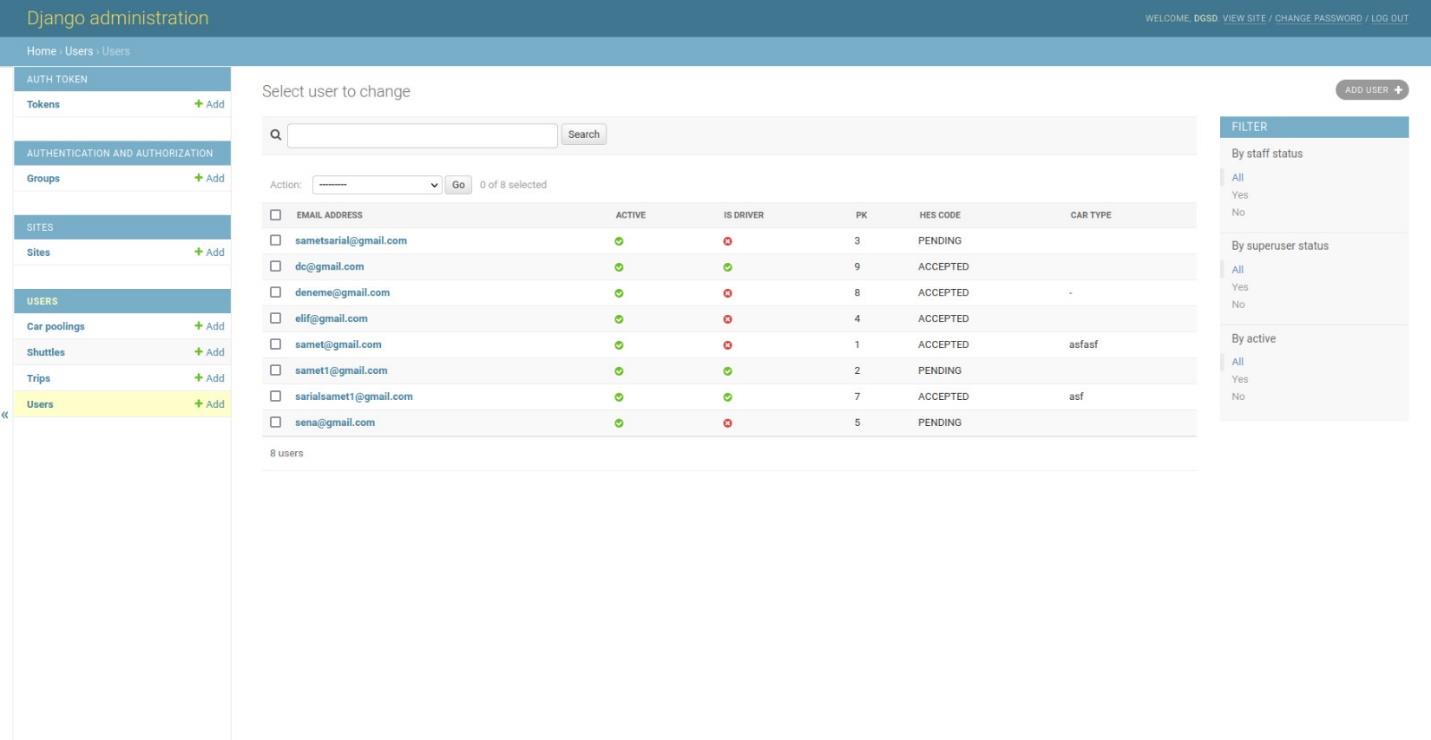 Django administration
WELCOME, DGSD. VIEW SITE / CHANGE PASSWORD / LOG OUT
Home › Users › Users
AUTH TOKEN
Tokens + Add
AUTHENTICATION AND AUTHORIZATION
Groups + Add
SITES
Sites + Add
USERS
Car poolings + Add
Shuttles + Add
Trips + Add
Users + Add
«
Select user to change
ADD USER +
Search
Action: --------- Go 0 of 8 selected
EMAIL ADDRESS ACTIVE IS DRIVER PK HES CODE CAR TYPE
sametsarial@gmail.com 3 PENDING
dc@gmail.com 9 ACCEPTED
deneme@gmail.com 8 ACCEPTED -
elif@gmail.com 4 ACCEPTED
samet@gmail.com 1 ACCEPTED asfasf
samet1@gmail.com 2 PENDING
sarialsamet1@gmail.com 7 ACCEPTED asf
sena@gmail.com 5 PENDING
8 users
FILTER
By staff status
All
Yes
No
By superuser status
All
Yes
No
By active
All
Yes
No